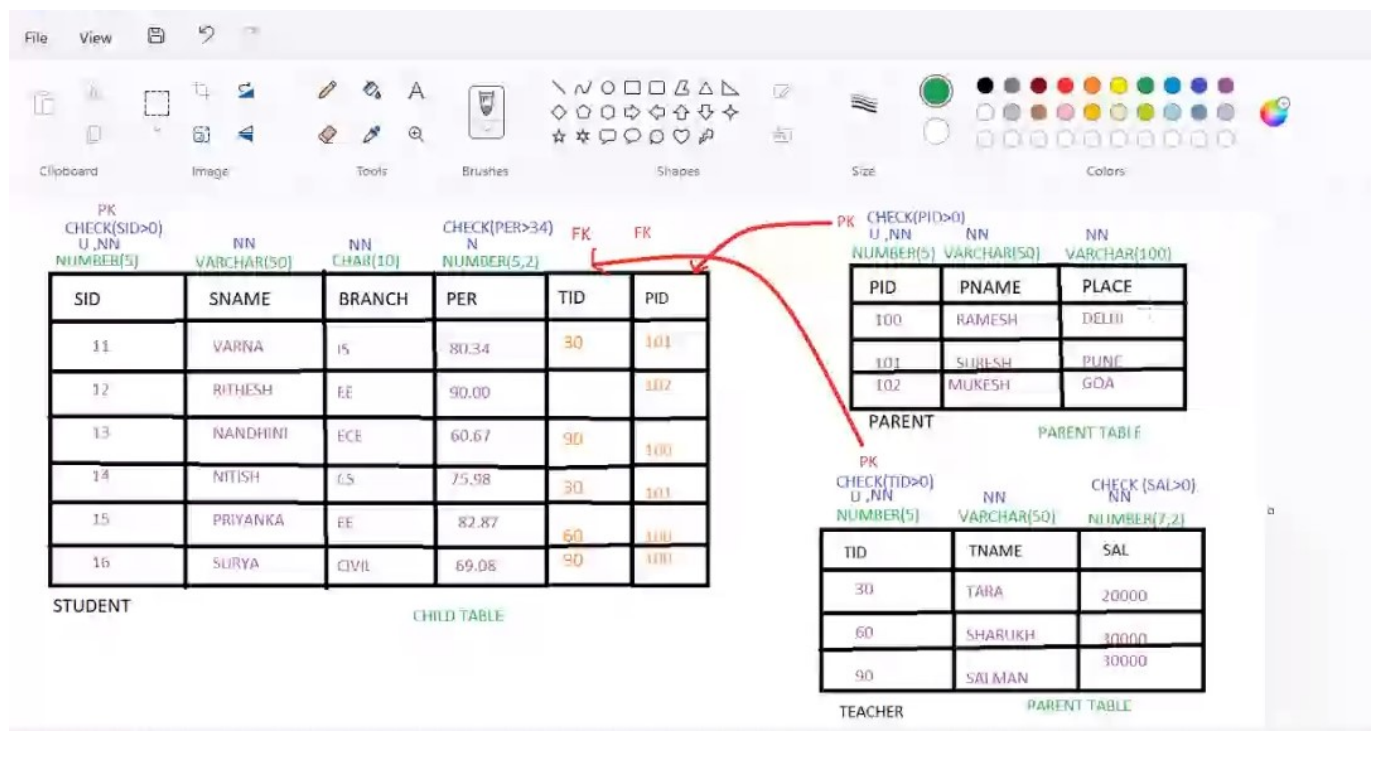 File View
Clipboard Image Tools Brushes Shapes Size Colors
PK
CHECK(SID>0)
U ,NN
NUMBER(5)
NN
VARCHAR(50)
NN
CHAR(10)
CHECK(PER>34)
N
NUMBER(5,2)
FK
FK
SID SNAME BRANCH PER TID PID
11 VARNA IS 80.34 30 101
12 RITHESH EE 90.00 102
13 NANDHINI ECE 60.67 90 100
14 NITISH CS 75.98 30 101
15 PRIYANKA EE 82.87 60 100
16 SURYA CIVIL 69.08 90 100
STUDENT
CHILD TABLE
PK
CHECK(PID>0)
U ,NN
NUMBER(5)
NN
VARCHAR(50)
NN
VARCHAR(100)
PID PNAME PLACE
100 RAMESH DELHI
101 SURESH PUNE
102 MUKESH GOA
PARENT
PARENT TABLE
PK
CHECK(TID>0)
U ,NN
NUMBER(5)
NN
VARCHAR(50)
CHECK (SAL>0)
NN
NUMBER(7,2)
TID TNAME SAL
30 TARA 20000
60 SHARUKH 30000
90 SALMAN 30000
TEACHER
PARENT TABLE